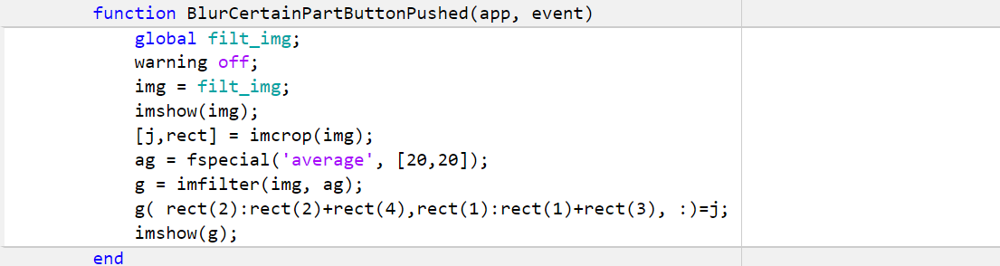 function BlurCertainPartButtonPushed(app, event)
global filt_img;
warning off;
img = filt_img;
imshow(img);
[j,rect] = imcrop(img);
ag = fspecial('average', [20,20]);
g = imfilter(img, ag);
g( rect(2):rect(2)+rect(4),rect(1):rect(1)+rect(3), :)=j;
imshow(g);
end